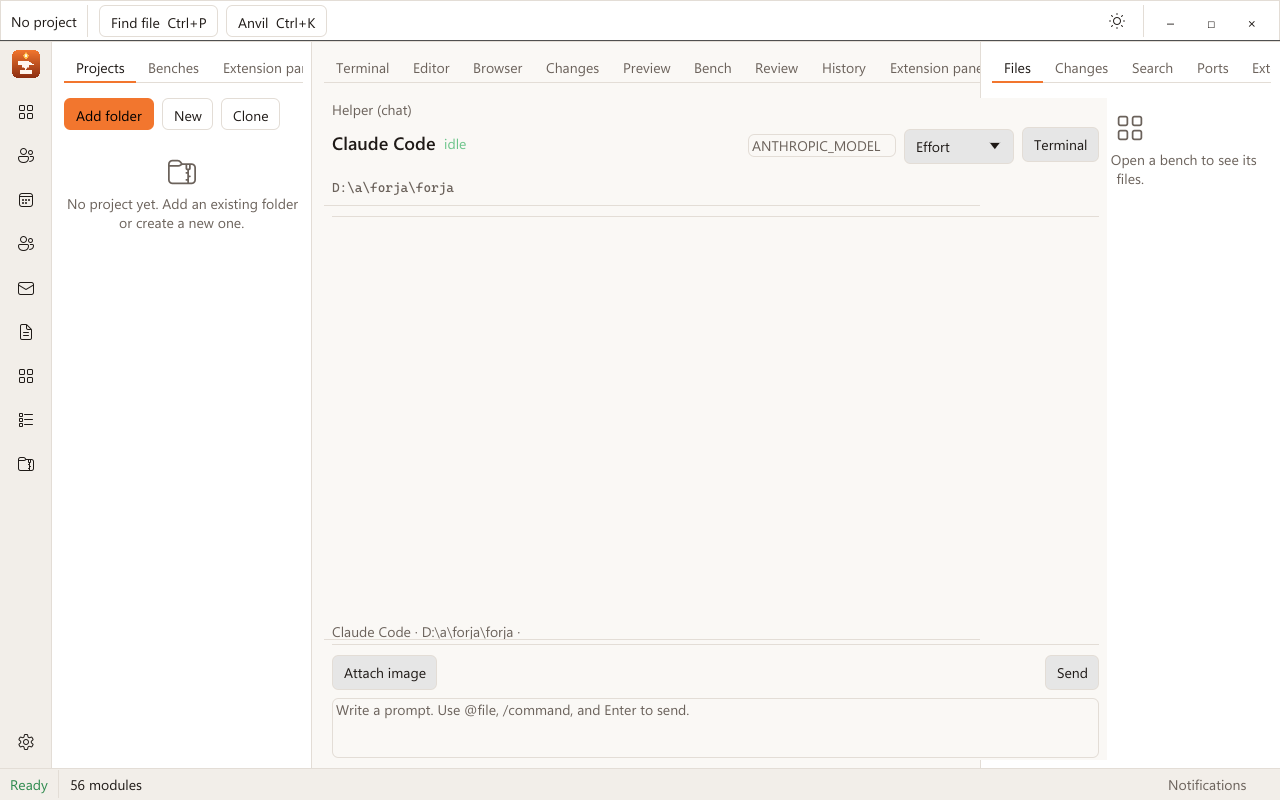 No project
Find file Ctrl+P
Anvil Ctrl+K
Projects
Benches
Extension par
Terminal
Editor
Browser
Changes
Preview
Bench
Review
History
Extension pane
Files
Changes
Search
Ports
Ext
Add folder
New
Clone
No project yet. Add an existing folder
or create a new one.
Helper (chat)
Claude Code idle
ANTHROPIC_MODEL
Effort
Terminal
D:\a\forja\forja
Open a bench to see its
files.
Claude Code · D:\a\forja\forja ·
Attach image
Send
Write a prompt. Use @file, /command, and Enter to send.
Ready
56 modules
Notifications